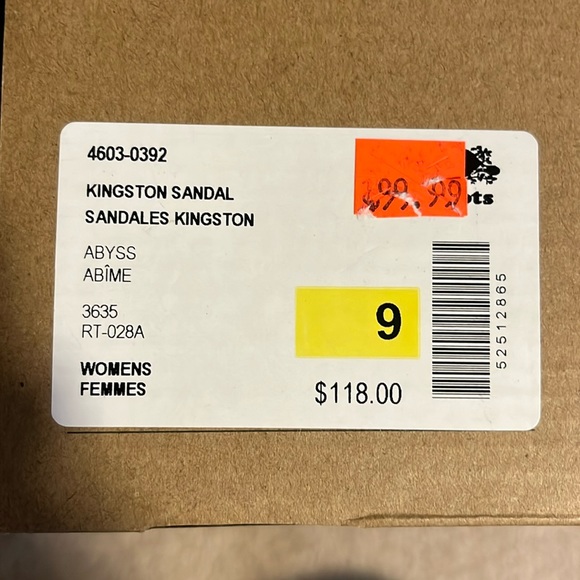 4603-0392
KINGSTON SANDAL
SANDALES KINGSTON
ABYSS
ABÎME
3635
RT-028A
WOMENS
FEMMES
99.99
ots
9
$118.00
52512865